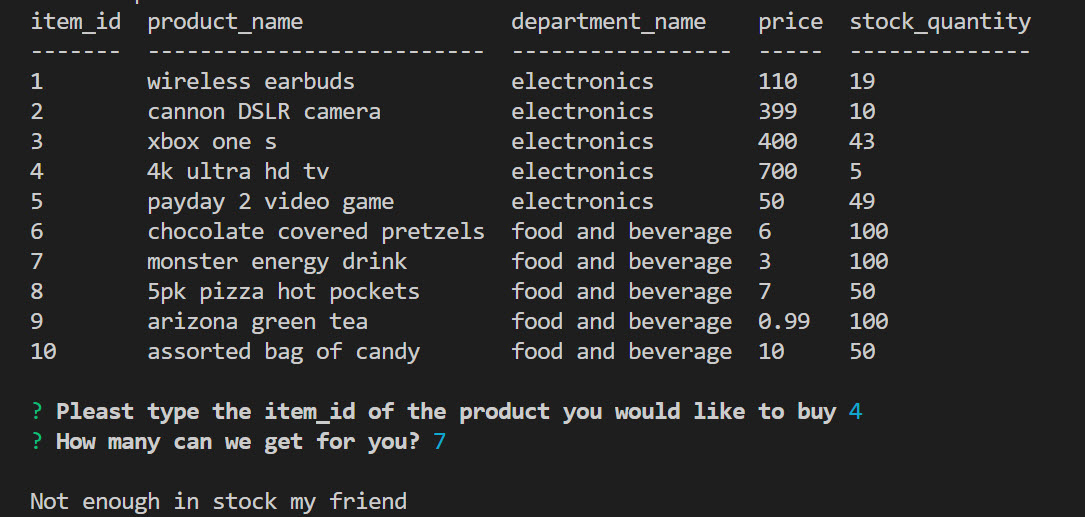 item_id  product_name               department_name    price  stock_quantity
-------  --------------------------  -----------------  -----  --------------
1        wireless earbuds            electronics        110    19
2        cannon DSLR camera          electronics        399    10
3        xbox one s                  electronics        400    43
4        4k ultra hd tv              electronics        700    5
5        payday 2 video game         electronics        50     49
6        chocolate covered pretzels  food and beverage  6      100
7        monster energy drink        food and beverage  3      100
8        5pk pizza hot pockets       food and beverage  7      50
9        arizona green tea           food and beverage  0.99   100
10       assorted bag of candy       food and beverage  10     50
? Pleast type the item_id of the product you would like to buy 4
? How many can we get for you? 7
Not enough in stock my friend